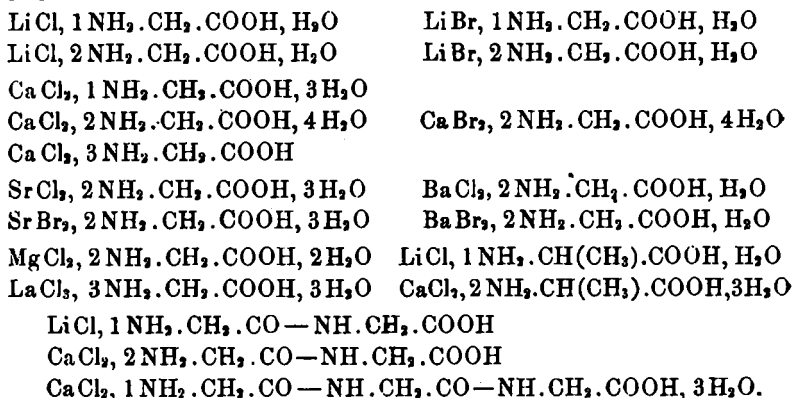 LiCl, 1NH₂.CH₂.COOH, H₂O LiBr, 1NH₂.CH₂.COOH, H₂O
LiCl, 2NH₂.CH₂.COOH, H₂O LiBr, 2NH₂.CH₂.COOH, H₂O
CaCl₂, 1NH₂.CH₂.COOH, 3H₂O
CaCl₂, 2NH₂.CH₂.COOH, 4H₂O CaBr₂, 2NH₂.CH₂.COOH, 4H₂O
CaCl₂, 3NH₂.CH₂.COOH
SrCl₂, 2NH₂.CH₂.COOH, 3H₂O BaCl₂, 2NH₂.CH₂.COOH, H₂O
SrBr₂, 2NH₂.CH₂.COOH, 3H₂O BaBr₂, 2NH₂.CH₂.COOH, H₂O
MgCl₂, 2NH₂.CH₂.COOH, 2H₂O LiCl, 1NH₂.CH(CH₃).COOH, H₂O
LaCl₃, 3NH₂.CH₂.COOH, 3H₂O CaCl₂, 2NH₂.CH(CH₃).COOH, 3H₂O
LiCl, 1NH₂.CH₂.CO—NH.CH₂.COOH
CaCl₂, 2NH₂.CH₂.CO—NH.CH₂.COOH
CaCl₂, 1NH₂.CH₂.CO—NH.CH₂.CO—NH.CH₂.COOH, 3H₂O.